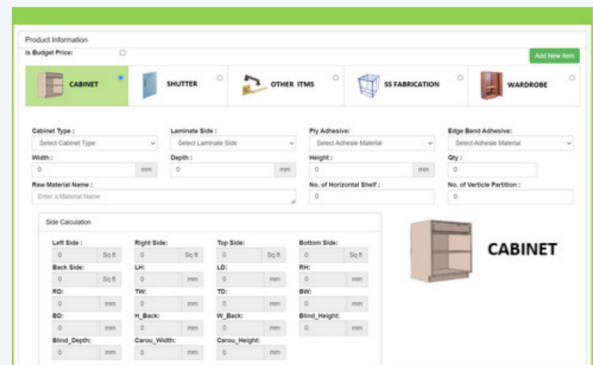 Product Information
Is Budget Price:
Add New Item
CABINET SHUTTER OTHER ITMS SS FABRICATION WARDROBE
Cabinet Type : Laminate Side : Ply Adhesive: Edge Band Adhesive:
Select Cabinet Type Select Laminate Side Select Adhesie Material Select Adhesie Material
Width : Depth : Height : Qty :
0 mm 0 mm 0 mm 0
Raw Material Name : No. of Horizontal Shelf : No. of Verticle Partition :
Enter a Material Name 0 0
Side Calculation
CABINET
Left Side : Right Side: Top Side: Bottom Side:
0 Sq ft 0 Sq ft 0 Sq ft 0 Sq ft
Back Side: LH: LD: RH:
0 Sq ft 0 mm 0 mm 0 mm
RD: TW: TD: BW:
0 mm 0 mm 0 mm 0 mm
BD: H_Back: W_Back: Blind_Height:
0 mm 0 mm 0 mm 0 mm
Blind_Depth: Carou_Width: Carou_Height:
0 mm 0 mm 0 mm